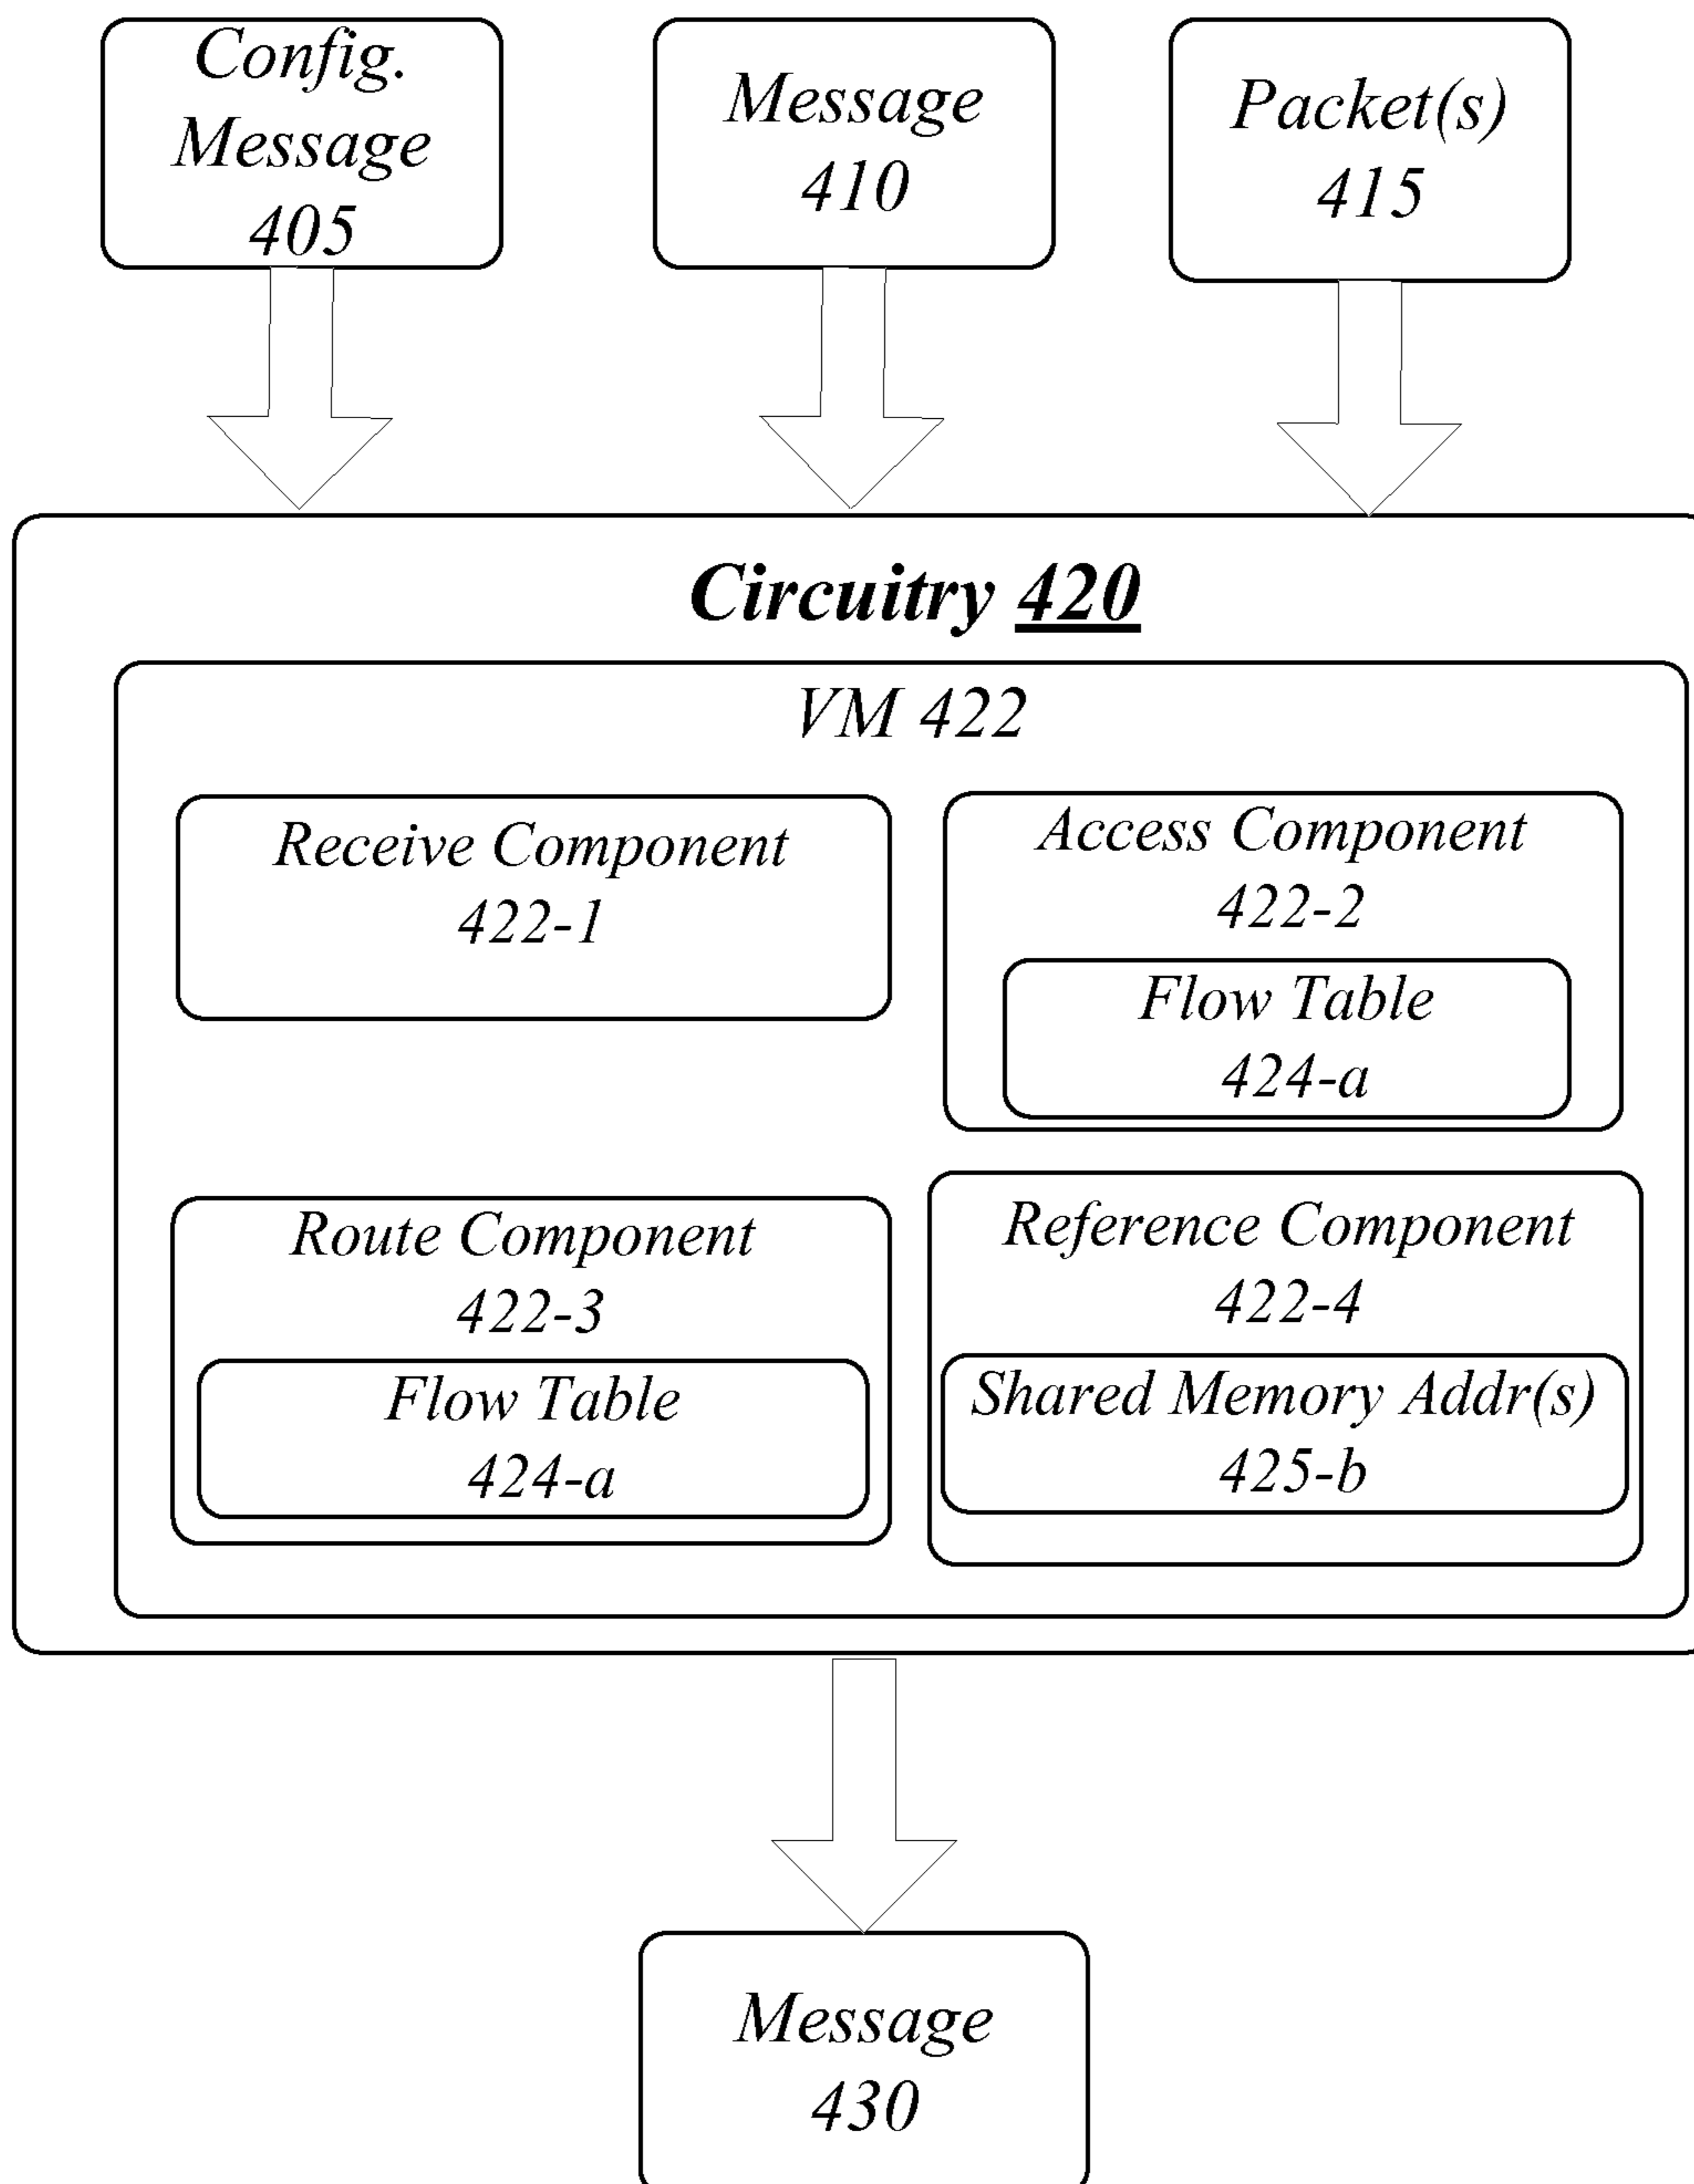 Config.
Message
405
Message
410
Packet(s)
415
Circuitry 420
VM 422
Receive Component
422-1
Access Component
422-2
Flow Table
424-a
Route Component
422-3
Flow Table
424-a
Reference Component
422-4
Shared Memory Addr(s)
425-b
Message
430